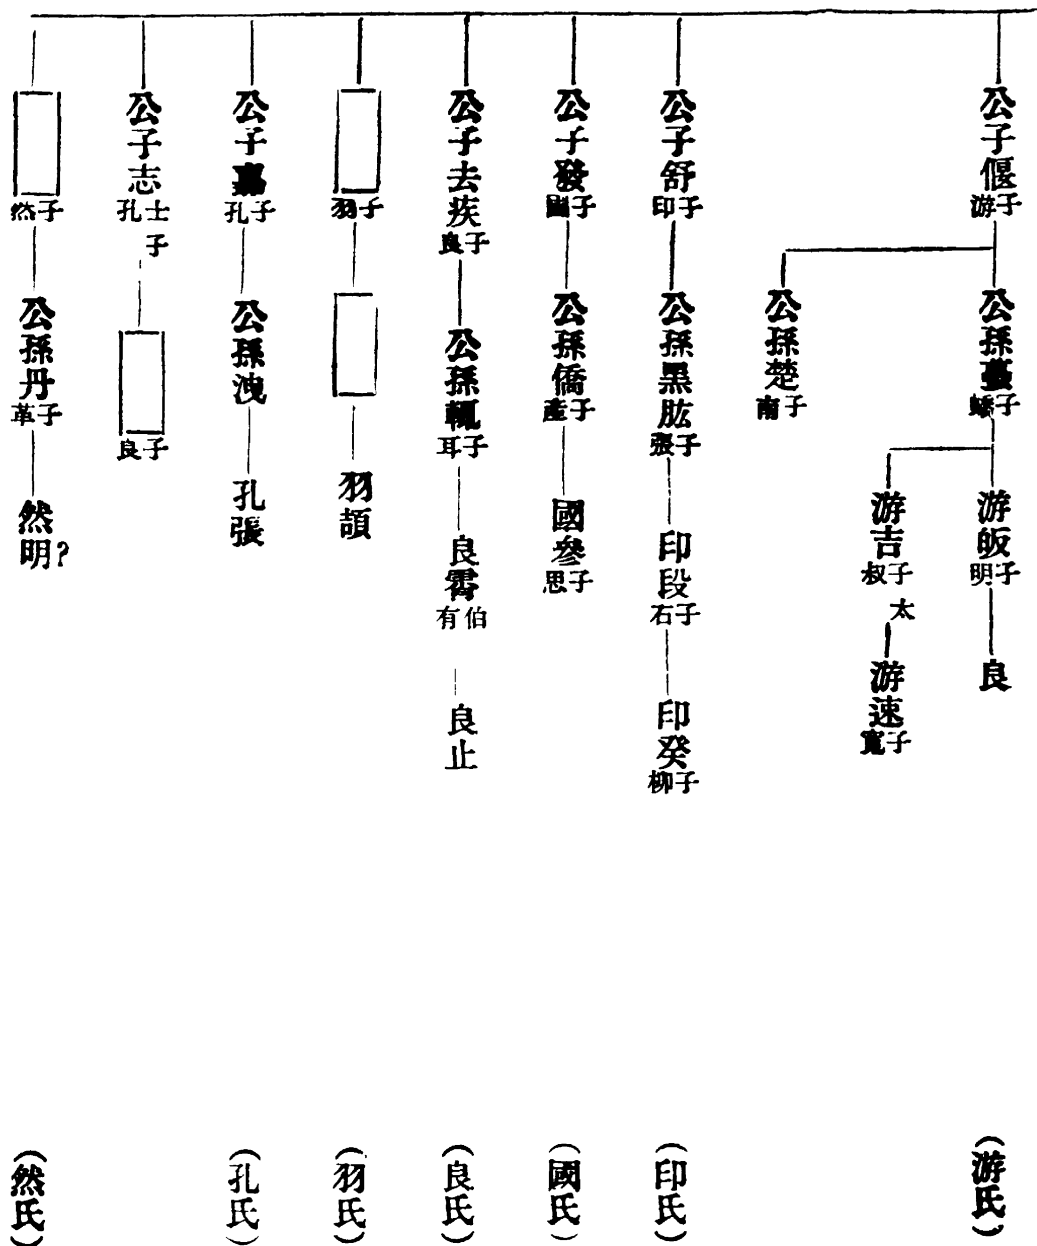 公子偃
子游
公孫蠆
子蟜
游昄
子明
良
游吉
子太叔
游速
子寬
公孫楚
子南
(游氏)
公子舒
子印
公孫黑肱
子張
印段
子石
印癸
子柳
(印氏)
公子發
子國
公孫僑
子產
國參
子思
(國氏)
公子去疾
子良
公孫輒
子耳
良霄
伯有
良止
(良氏)
子羽
羽頡
(羽氏)
公子嘉
子孔
公孫洩
孔張
(孔氏)
公子志
士子孔
子良
子然
公孫丹
子革
然明?
(然氏)